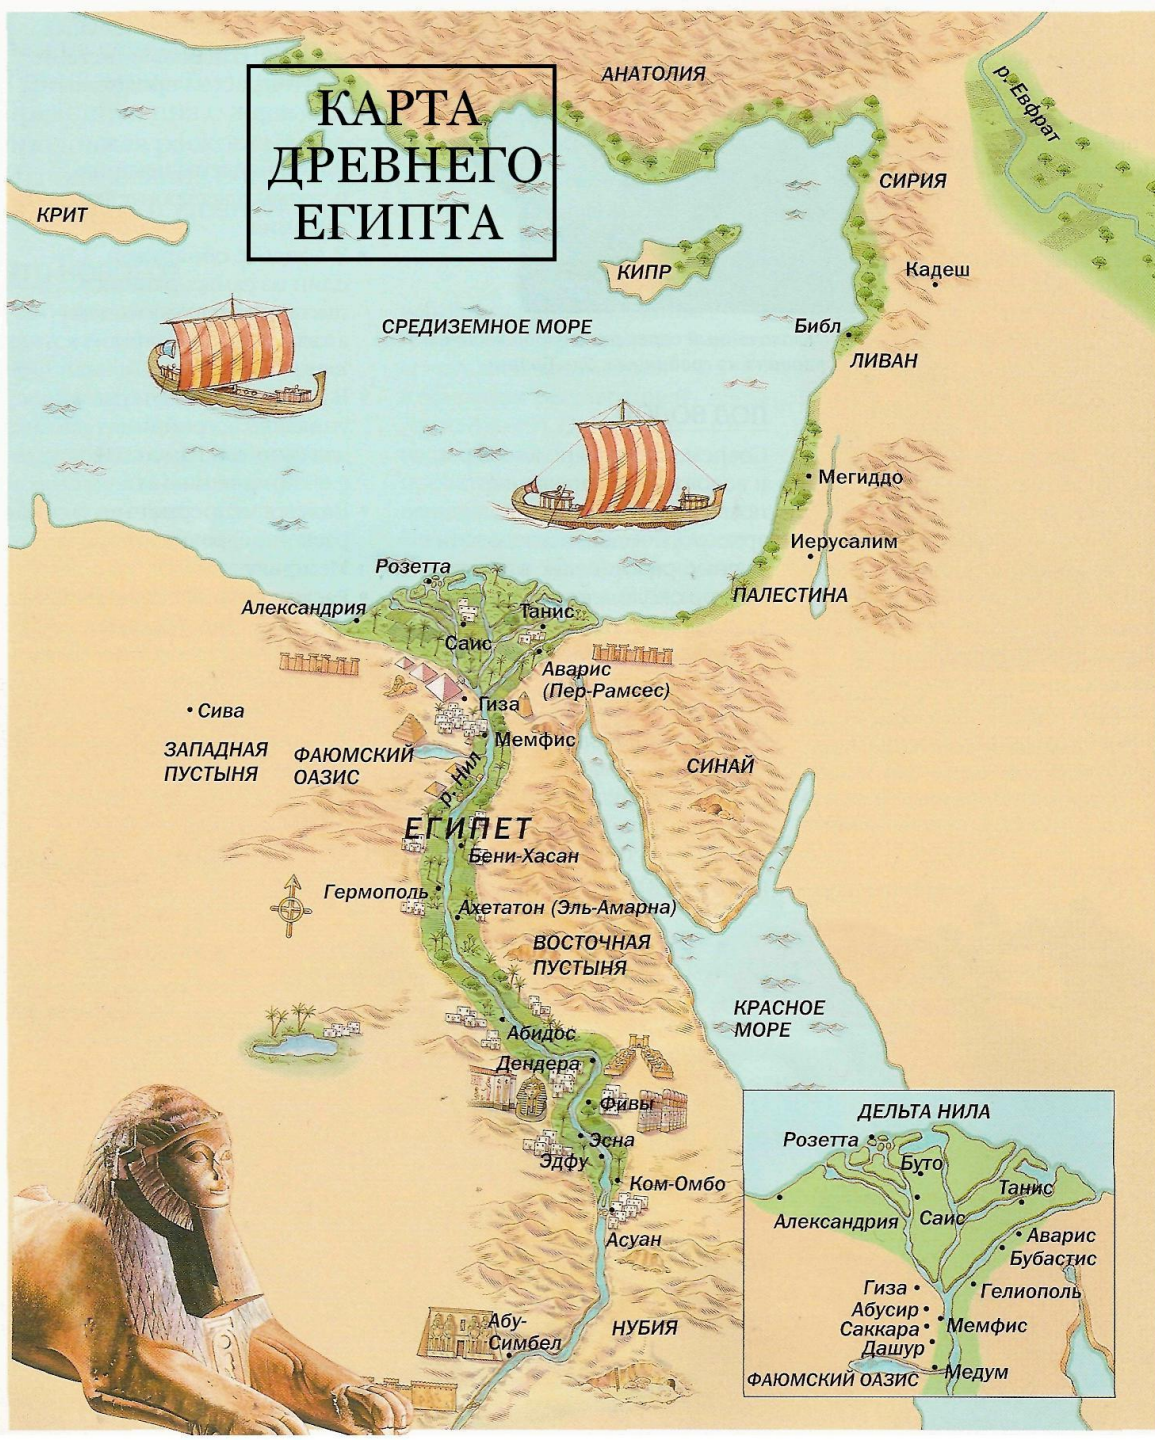 КАРТА
ДРЕВНЕГО
ЕГИПТА
АНАТОЛИЯ
р. Евфрат
СИРИЯ
КРИТ
КИПР
Кадеш
СРЕДИЗЕМНОЕ МОРЕ
Библ
ЛИВАН
Мегиддо
Иерусалим
ПАЛЕСТИНА
Розетта
Александрия
Танис
Саис
Аварис
(Пер-Рамсес)
Гиза
Сива
Мемфис
ЗАПАДНАЯ
ПУСТЫНЯ
ФАЮМСКИЙ
ОАЗИС
р. Нил
СИНАЙ
ЕГИПЕТ
Бени-Хасан
Гермополь
Ахетатон (Эль-Амарна)
ВОСТОЧНАЯ
ПУСТЫНЯ
КРАСНОЕ
МОРЕ
Абидос
Дендера
Фивы
Эсна
Эдфу
Ком-Омбо
Асуан
Абу-
Симбел
НУБИЯ
ДЕЛЬТА НИЛА
Розетта
Буто
Танис
Александрия
Саис
Аварис
Бубастис
Гиза
Гелиополь
Абусир
Саккара
Мемфис
Дашур
Медум
ФАЮМСКИЙ ОАЗИС